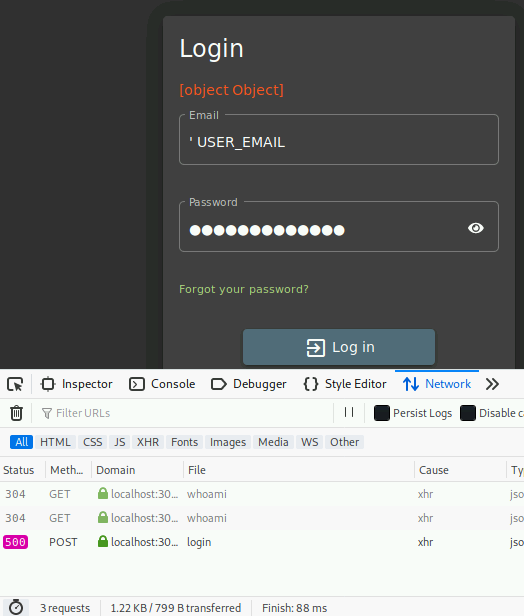 Login
[object Object]
Email
' USER_EMAIL
Password
●●●●●●●●●●●●●
Forgot your password?
Log in
Inspector Console Debugger {} Style Editor Network
Filter URLs Persist Logs Disable c
All HTML CSS JS XHR Fonts Images Media WS Other
Status Meth… Domain File Cause Ty
304 GET localhost:30… whoami xhr jso
304 GET localhost:30… whoami xhr jso
500 POST localhost:30… login xhr jso
3 requests 1.22 KB / 799 B transferred Finish: 88 ms